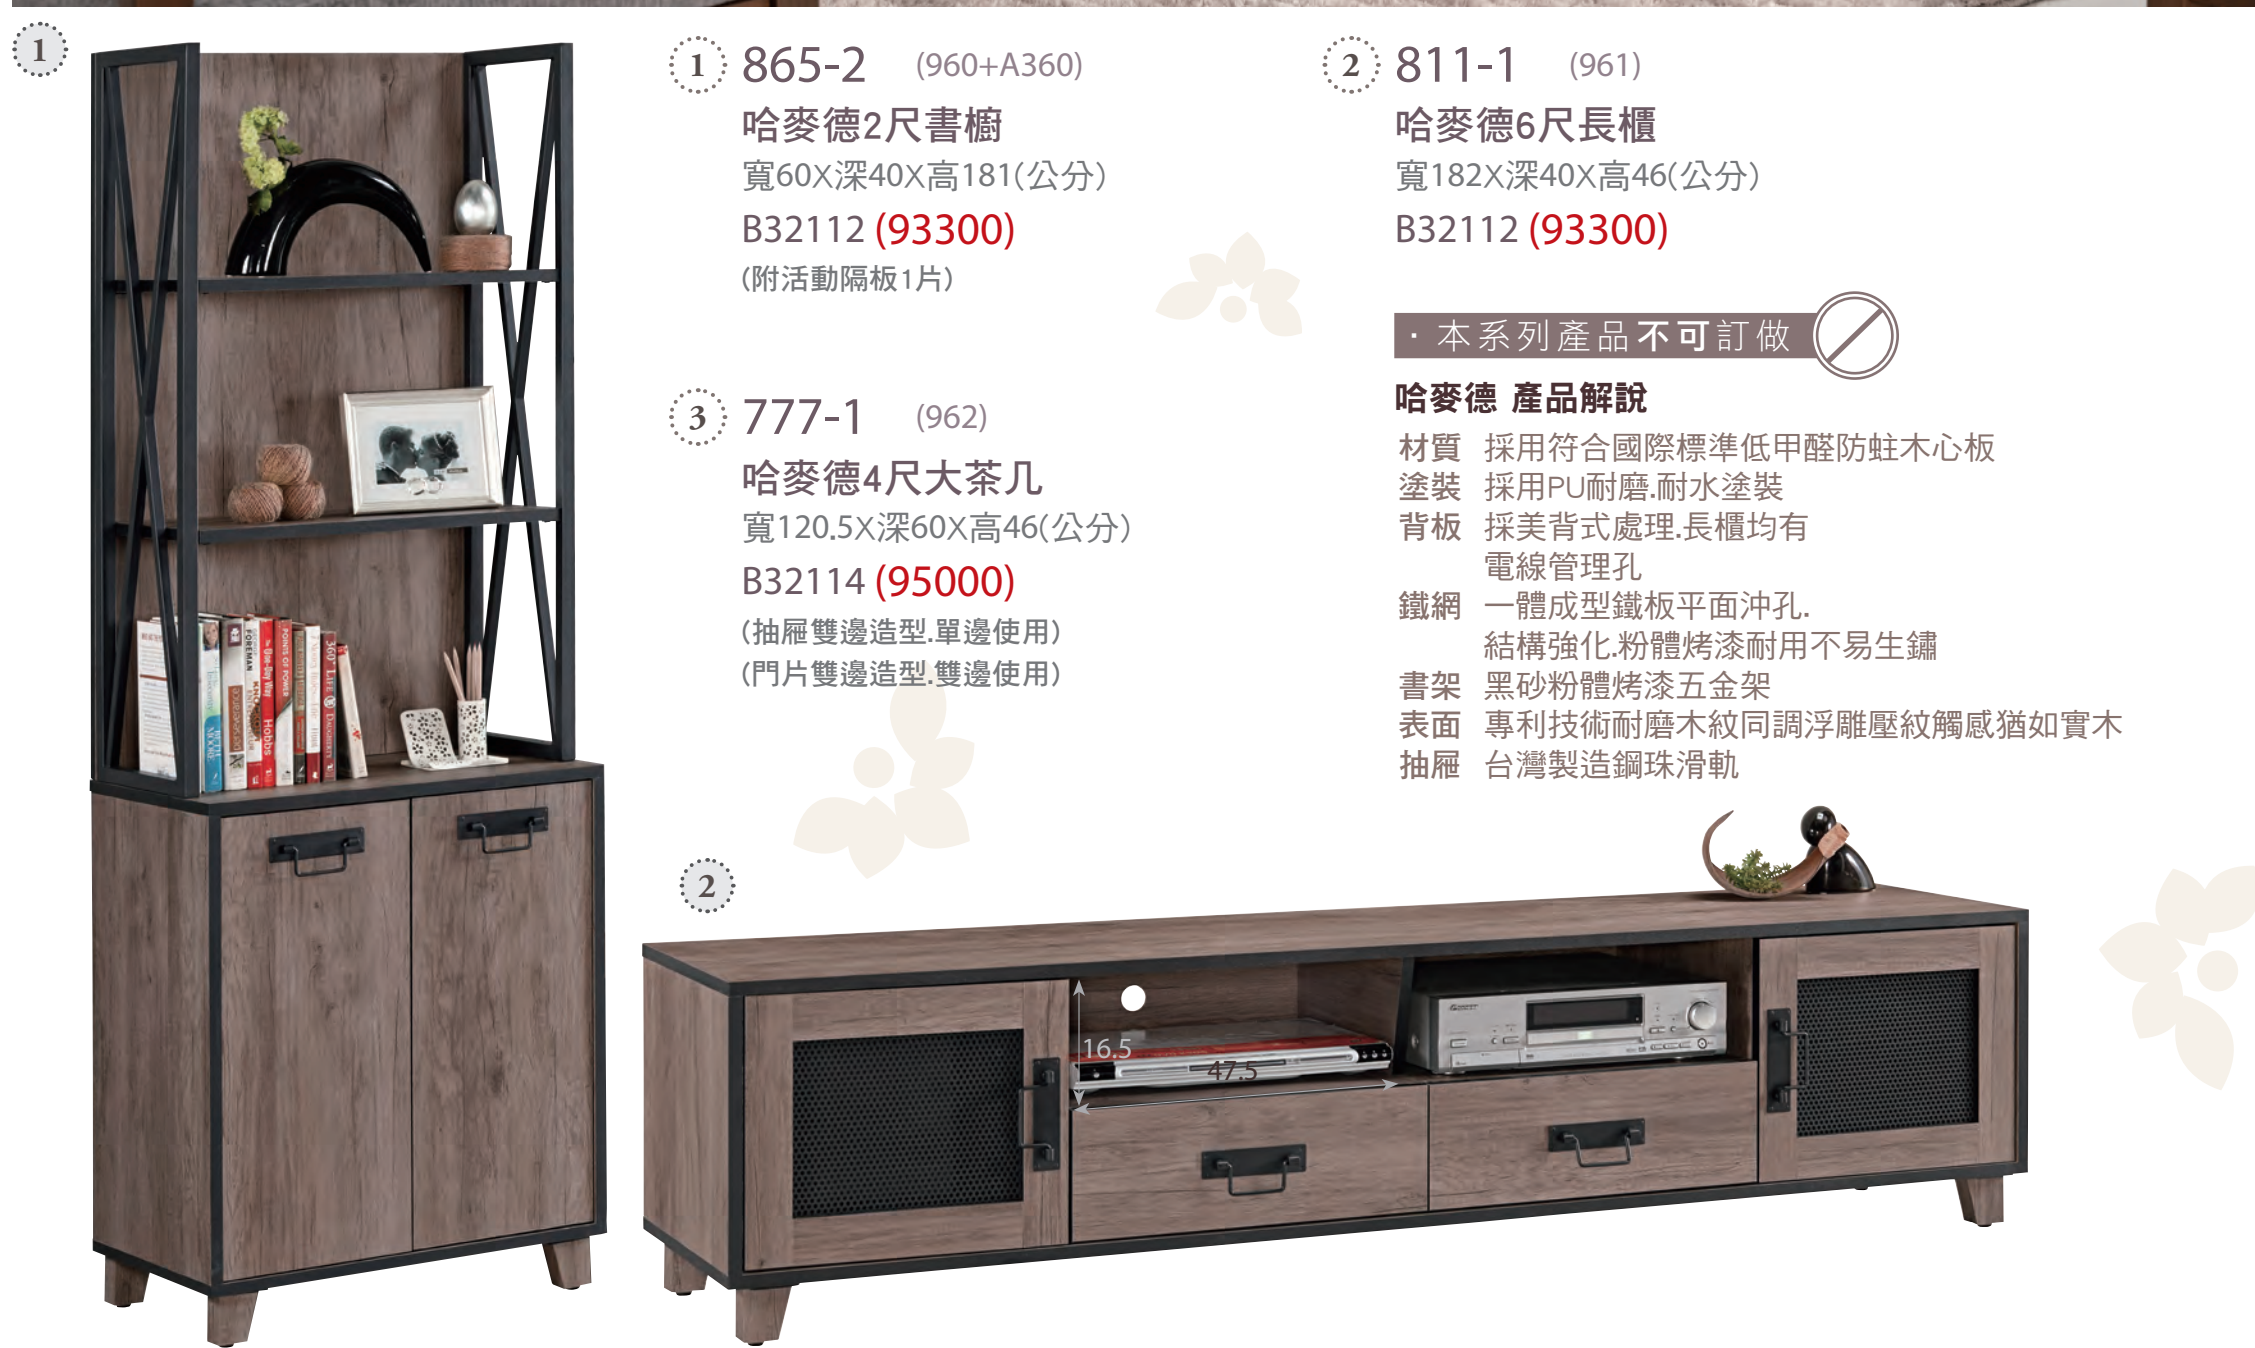 1
1 865-2 (960+A360)
哈麥德2尺書櫥
寬60X深40X高181(公分)
B32112 (93300)
(附活動隔板1片)
2 811-1 (961)
哈麥德6尺長櫃
寬182X深40X高46(公分)
B32112 (93300)
3 777-1 (962)
哈麥德4尺大茶几
寬120.5X深60X高46(公分)
B32114 (95000)
(抽屜雙邊造型.單邊使用)
(門片雙邊造型.雙邊使用)
・本系列產品不可訂做
哈麥德 產品解說
材質 採用符合國際標準低甲醛防蛀木心板
塗裝 採用PU耐磨.耐水塗裝
背板 採美背式處理.長櫃均有
電線管理孔
鐵網 一體成型鐵板平面沖孔.
結構強化.粉體烤漆耐用不易生鏽
書架 黑砂粉體烤漆五金架
表面 專利技術耐磨木紋同調浮雕壓紋觸感猶如實木
抽屜 台灣製造鋼珠滑軌
FOREMAN
Perseverance
The One-Day Way
Hobbs
POINTS OF POWER
360° LIFE
DAUGHERTY
2
16.5
47.5